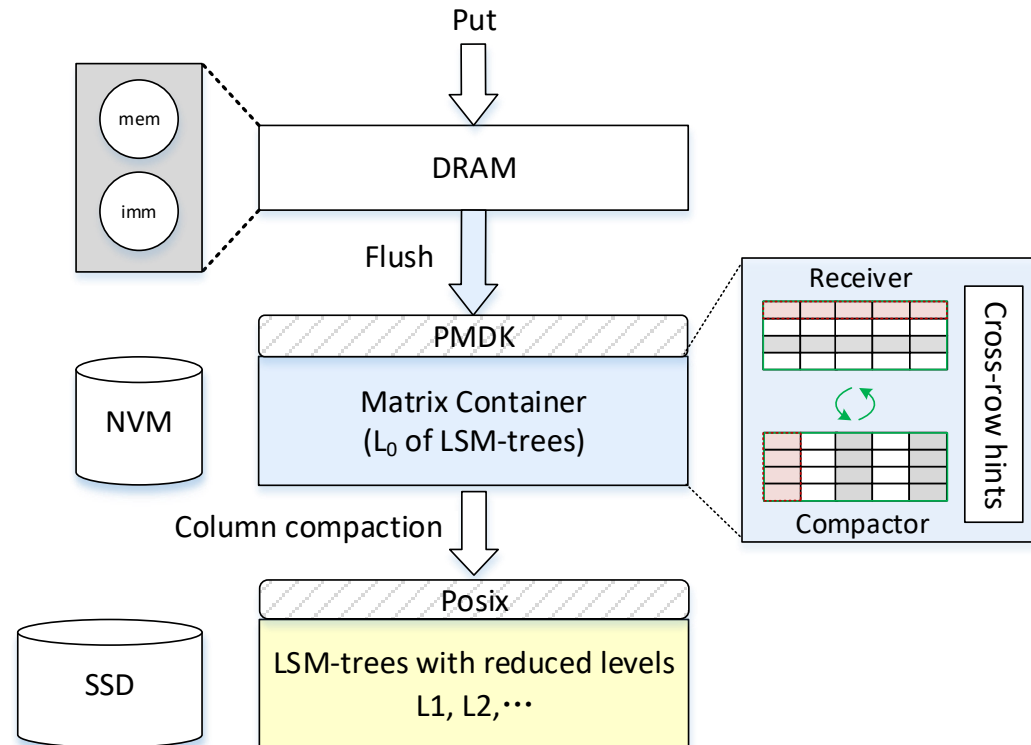 Put
mem
imm
DRAM
Flush
Receiver
PMDK
NVM
Matrix Container
(L₀ of LSM-trees)
Cross-row hints
Compactor
Column compaction
Posix
SSD
LSM-trees with reduced levels
L1, L2,···